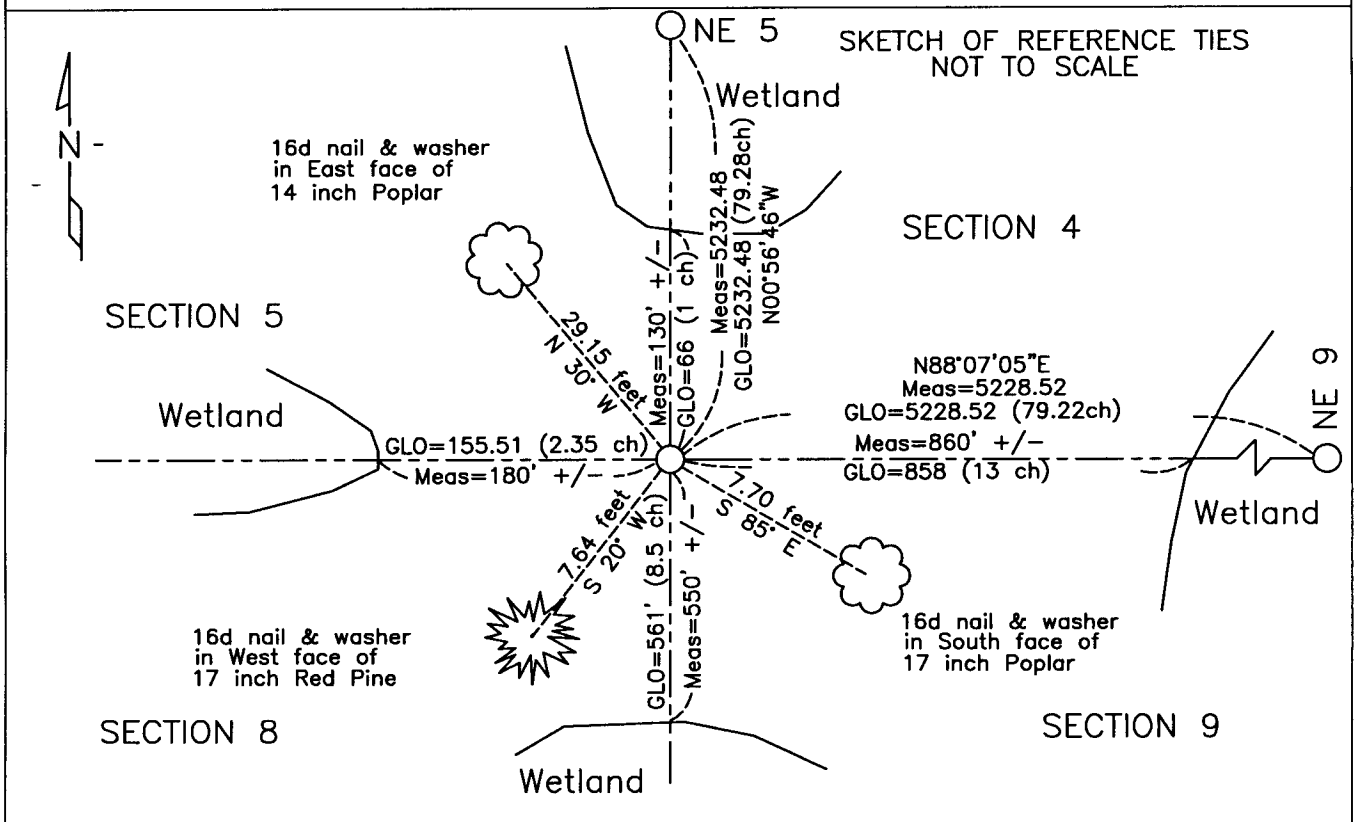 NE 5
SKETCH OF REFERENCE TIES
NOT TO SCALE
N
Wetland
16d nail & washer
in East face of
14 inch Poplar
SECTION 4
SECTION 5
Meas=5232.48
GLO=5232.48 (79.28ch)
N00°56'46"W
Meas=130' +/-
GLO=66 (1 ch)
29.15 feet
N 30° W
N88°07'05"E
Meas=5228.52
GLO=5228.52 (79.22ch)
NE 9
Wetland
GLO=155.51 (2.35 ch)
Meas=180' +/-
Meas=860' +/-
GLO=858 (13 ch)
Wetland
7.70 feet
S 85° E
7.64 feet
S 20° W
GLO=561' (8.5 ch)
Meas=550' +/-
16d nail & washer
in West face of
17 inch Red Pine
16d nail & washer
in South face of
17 inch Poplar
SECTION 8
SECTION 9
Wetland